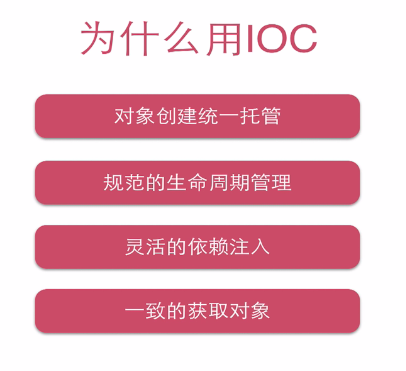 为什么用IOC
对象创建统一托管
规范的生命周期管理
灵活的依赖注入
一致的获取对象